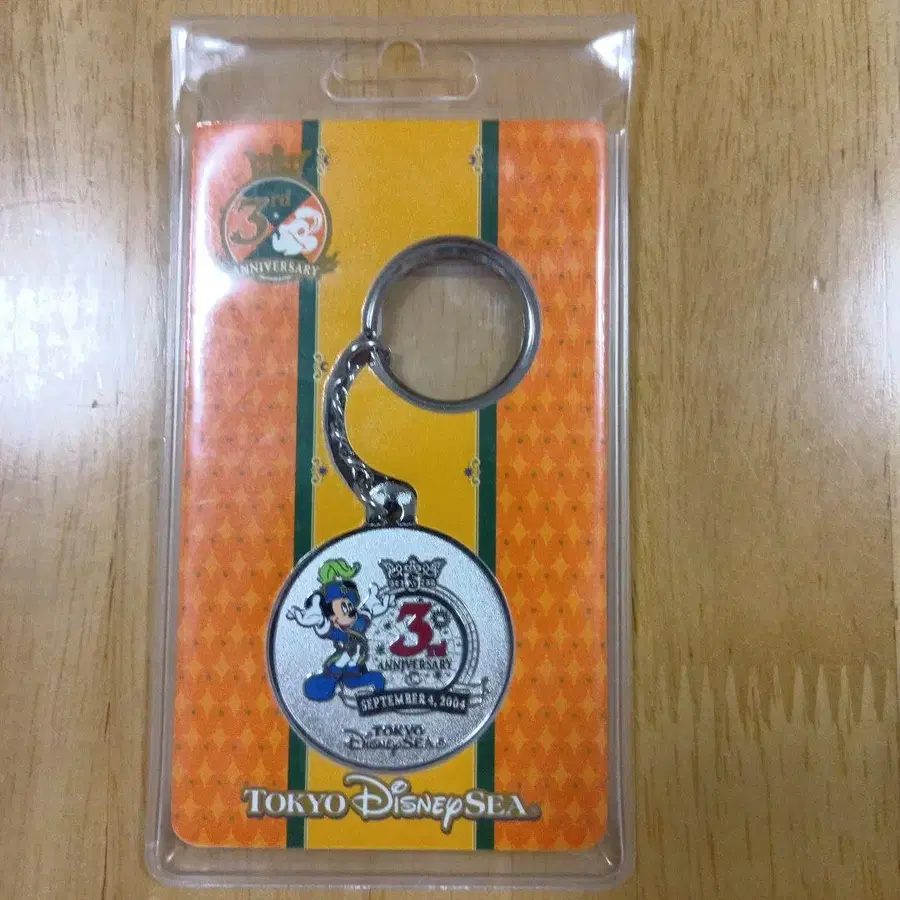 3rd
ANNIVERSARY
3rd
ANNIVERSARY
SEPTEMBER 4, 2004
TOKYO
DISNEYSEA
TOKYO DISNEYSEA